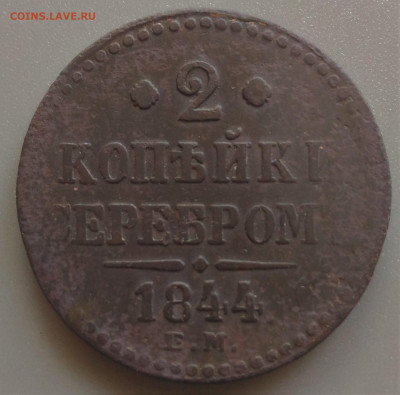 COINS.LAVE.RU
2
КОПѢЙКИ
СЕРЕБРОМЪ
1844
Е.М.